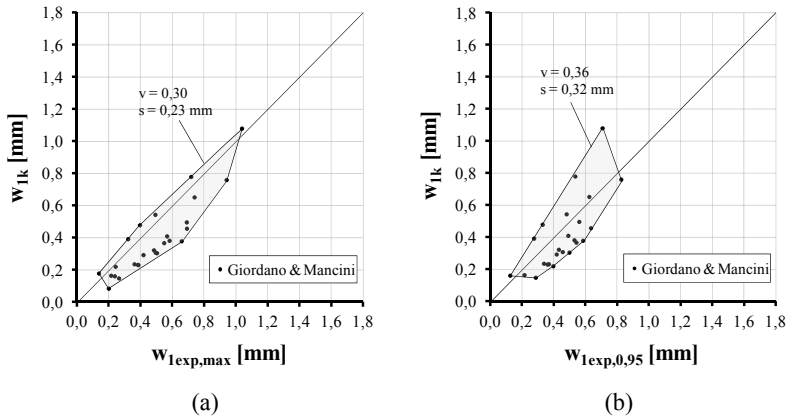 1,8
1,6
1,4
1,2
1,0
0,8
0,6
0,4
0,2
0,0
w1k [mm]
v = 0,30
s = 0,23 mm
Giordano & Mancini
0,0 0,2 0,4 0,6 0,8 1,0 1,2 1,4 1,6 1,8
w1exp,max [mm]
(a)
1,8
1,6
1,4
1,2
1,0
0,8
0,6
0,4
0,2
0,0
w1k [mm]
v = 0,36
s = 0,32 mm
Giordano & Mancini
0,0 0,2 0,4 0,6 0,8 1,0 1,2 1,4 1,6 1,8
w1exp,0,95 [mm]
(b)